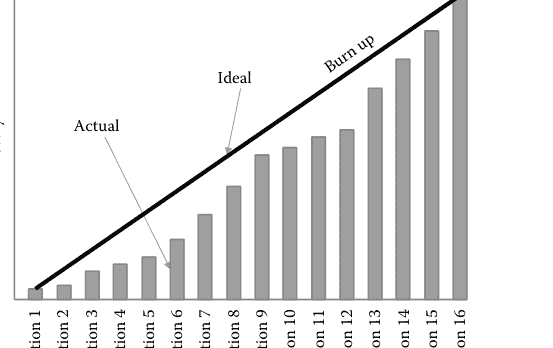 Burn up
Ideal
Actual
tion 1
tion 2
tion 3
tion 4
tion 5
tion 6
tion 7
tion 8
tion 9
on 10
on 11
on 12
on 13
on 14
on 15
on 16